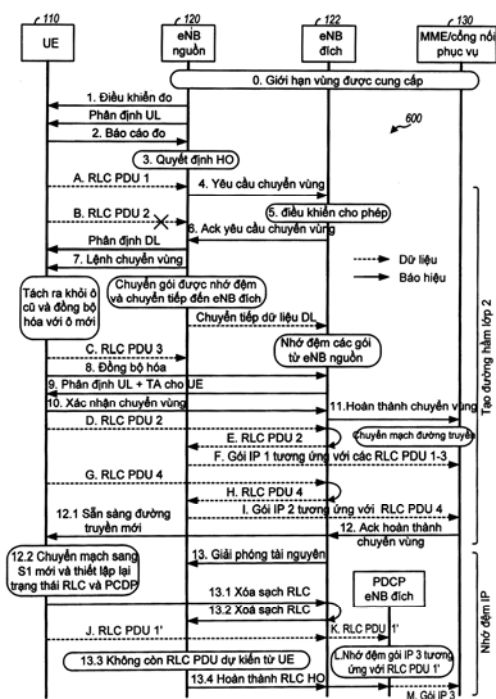 110
120
122
130
UE
eNB
nguồn
eNB
đích
MME/cổng nối
phục vụ
0. Giới hạn vùng được cung cấp
1. Điều khiển đo
Phân định UL
600
2. Báo cáo đo
3. Quyết định HO
A. RLC PDU 1
4. Yêu cầu chuyển vùng
B. RLC PDU 2
5. điều khiển cho phép
6. Ack yêu cầu chuyển vùng
Phân định DL
7. Lệnh chuyển vùng
Dữ liệu
Báo hiệu
Tách ra khỏi ô
cũ và đồng bộ
hóa với ô mới
Chuyển gói được nhớ đệm
và chuyển tiếp đến eNB đích
Chuyển tiếp dữ liệu DL
Nhớ đệm các gói
từ eNB nguồn
C. RLC PDU 3
8. Đồng bộ hóa
9. Phân định UL + TA cho UE
10. Xác nhận chuyển vùng
11.Hoàn thành chuyển vùng
D. RLC PDU 2
Chuyển mạch đường truyền
E. RLC PDU 2
F. Gói IP 1 tương ứng với các RLC PDU 1-3
G. RLC PDU 4
H. RLC PDU 4
I. Gói IP 2 tương ứng với RLC PDU 4
12.1 Sẵn sàng đường
truyền mới
12. Ack hoàn thành
chuyển vùng
Tạo đường hầm lớp 2
12.2 Chuyển mạch sang
S1 mới và thiết lập lại
trạng thái RLC và PCDP
13. Giải phóng tài nguyên
13.1 Xóa sạch RLC
13.2 Xoá sạch RLC
PDCP
eNB đích
J. RLC PDU 1'
K. RLC PDU 1'
13.3 Không còn RLC PDU dự kiến từ UE
L.Nhớ đệm gói IP 3 tương
ứng với RLC PDU 1'
13.4 Hoàn thành RLC HO
M. Gói IP 3
Nhớ đệm IP